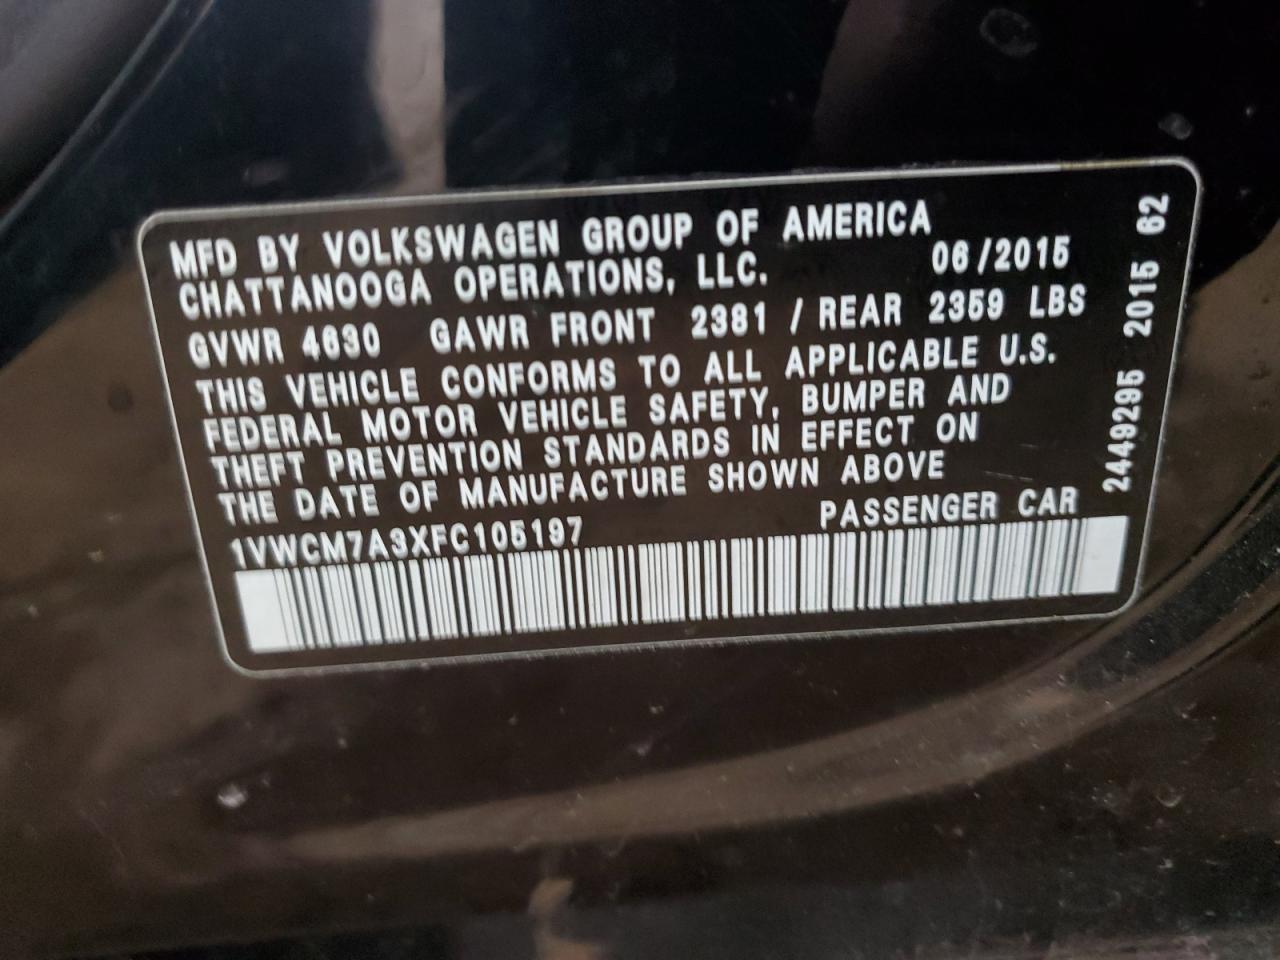 MFD BY VOLKSWAGEN GROUP OF AMERICA
CHATTANOOGA OPERATIONS, LLC. 06/2015
GVWR 4630 GAWR FRONT 2381 / REAR 2359 LBS
THIS VEHICLE CONFORMS TO ALL APPLICABLE U.S.
FEDERAL MOTOR VEHICLE SAFETY, BUMPER AND
THEFT PREVENTION STANDARDS IN EFFECT ON
THE DATE OF MANUFACTURE SHOWN ABOVE
1VWCM7A3XFC105197 PASSENGER CAR
2449295 2015 62